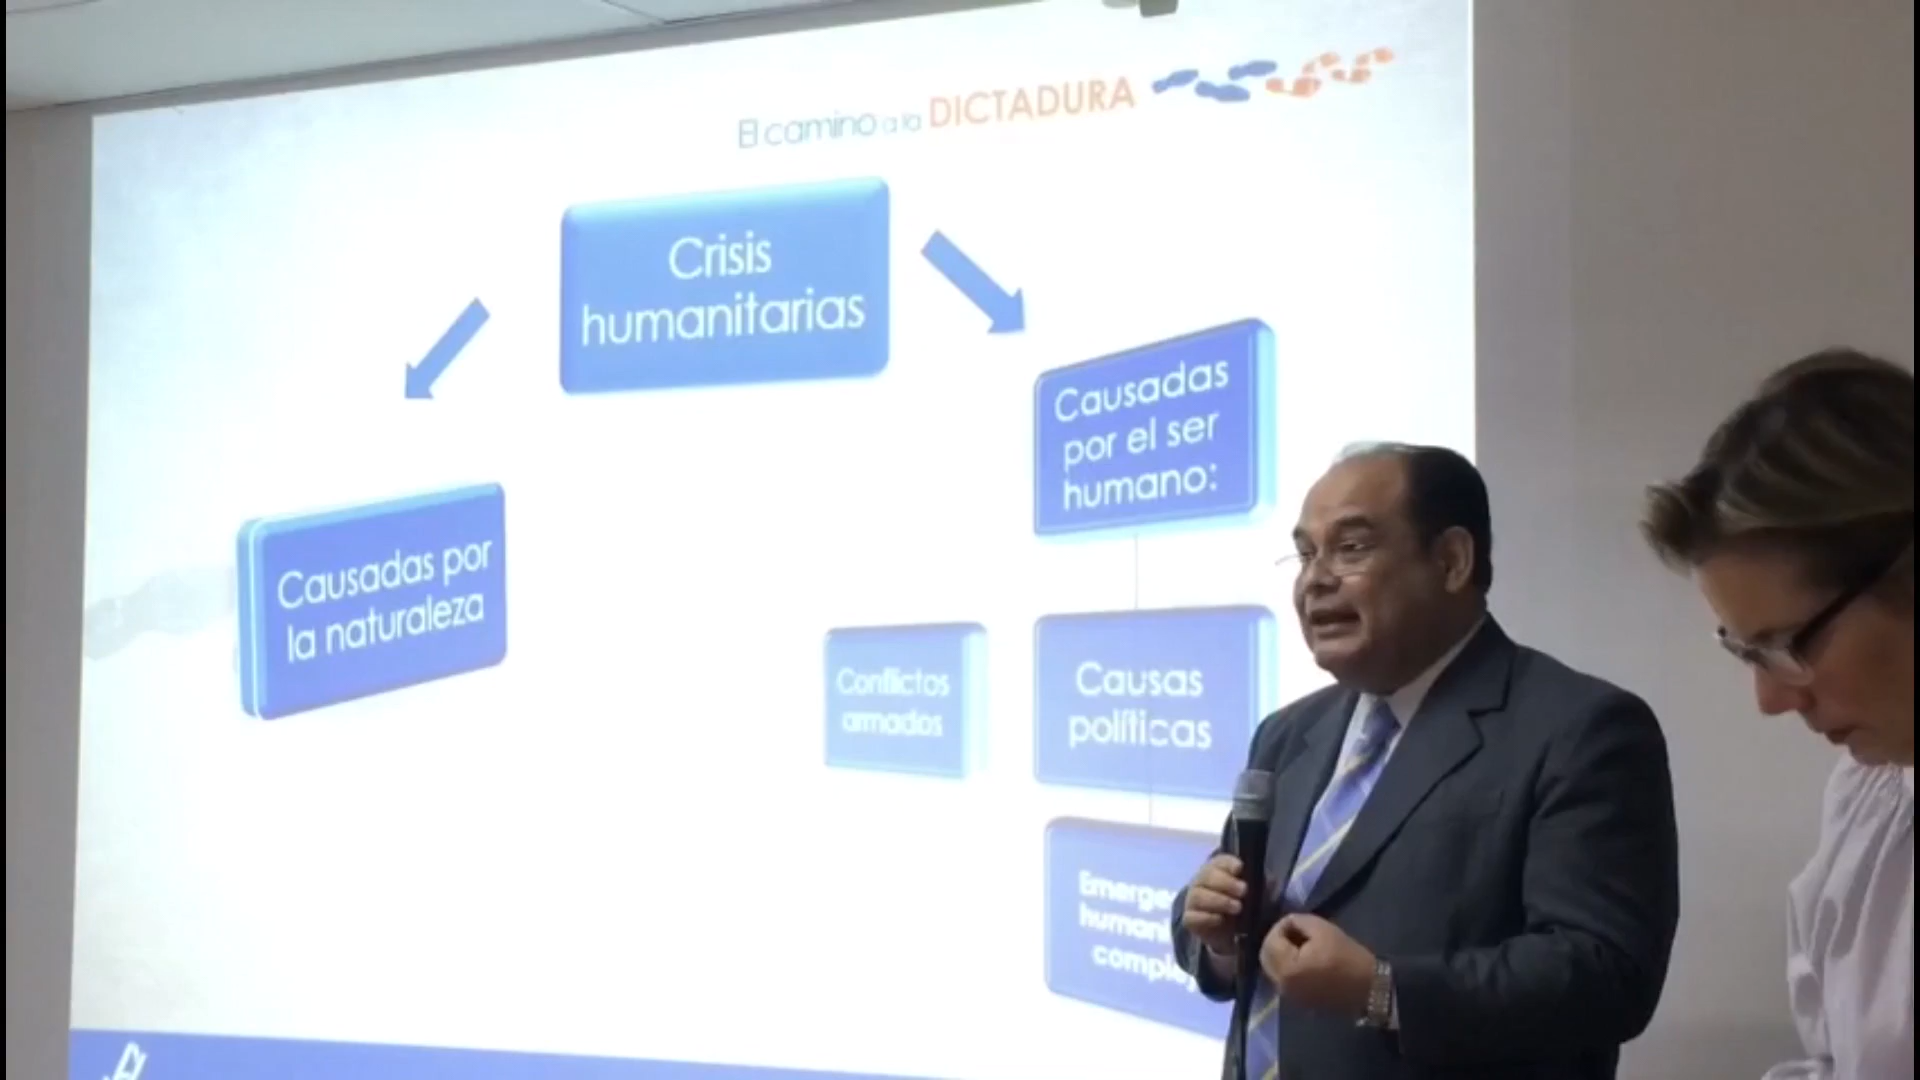 El camino a la DICTADURA
Crisis
humanitarias
Causadas
por el ser
humano:
Causadas por
la naturaleza
Conflictos
armados
Causas
políticas